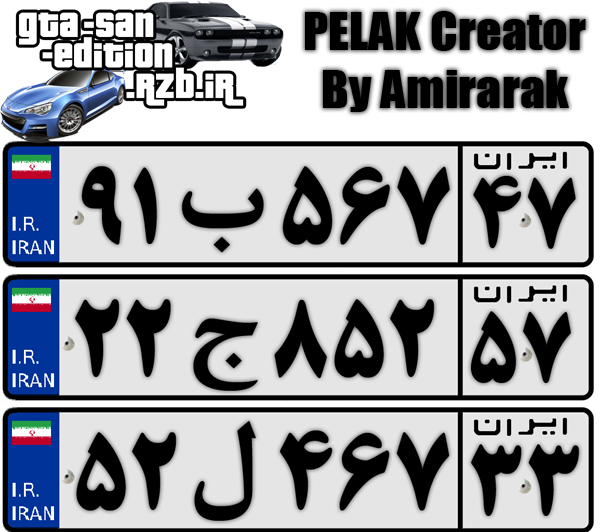 gta-san
-edition
.rzb.iR
PELAK Creator
By Amirarak
I.R.
IRAN
۹۱ ب ۵۶۷
ایران
۴۷
I.R.
IRAN
۲۲ ج ۸۵۲
ایران
۵۷
I.R.
IRAN
۵۲ ل ۴۶۷
ایران
۳۳